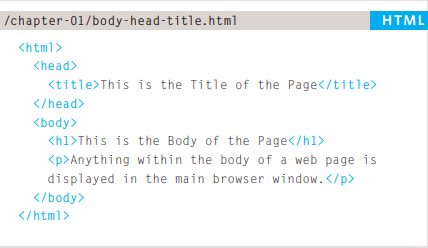 /chapter-01/body-head-title.html HTML
<html>
<head>
<title>This is the Title of the Page</title>
</head>
<body>
<h1>This is the Body of the Page</h1>
<p>Anything within the body of a web page is
displayed in the main browser window.</p>
</body>
</html>